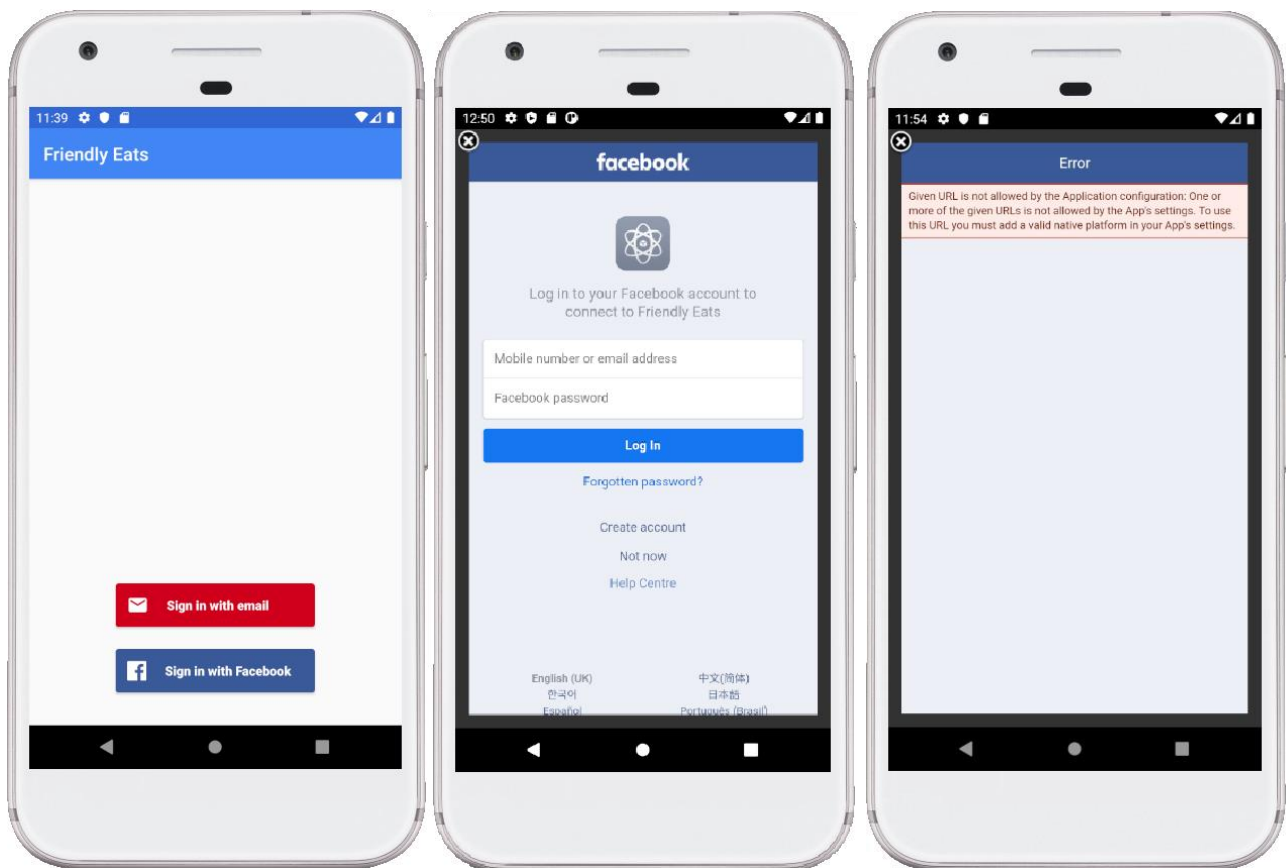 11:39
Friendly Eats
Sign in with email
Sign in with Facebook
12:50
facebook
Log in to your Facebook account to
connect to Friendly Eats
Mobile number or email address
Facebook password
Log In
Forgotten password?
Create account
Not now
Help Centre
English (UK) 中文(简体)
한국어 日本語
Español Português (Brasil)
11:54
Error
Given URL is not allowed by the Application configuration: One or
more of the given URLs is not allowed by the App's settings. To use
this URL you must add a valid native platform in your App's settings.